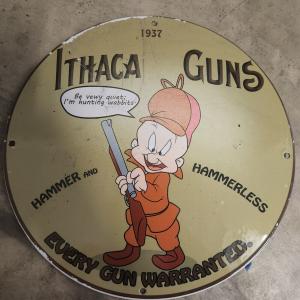 1937
ITHACA GUNS
Be vewy quiet;
I'm hunting wabbits
HAMMER AND HAMMERLESS
EVERY GUN WARRANTED.